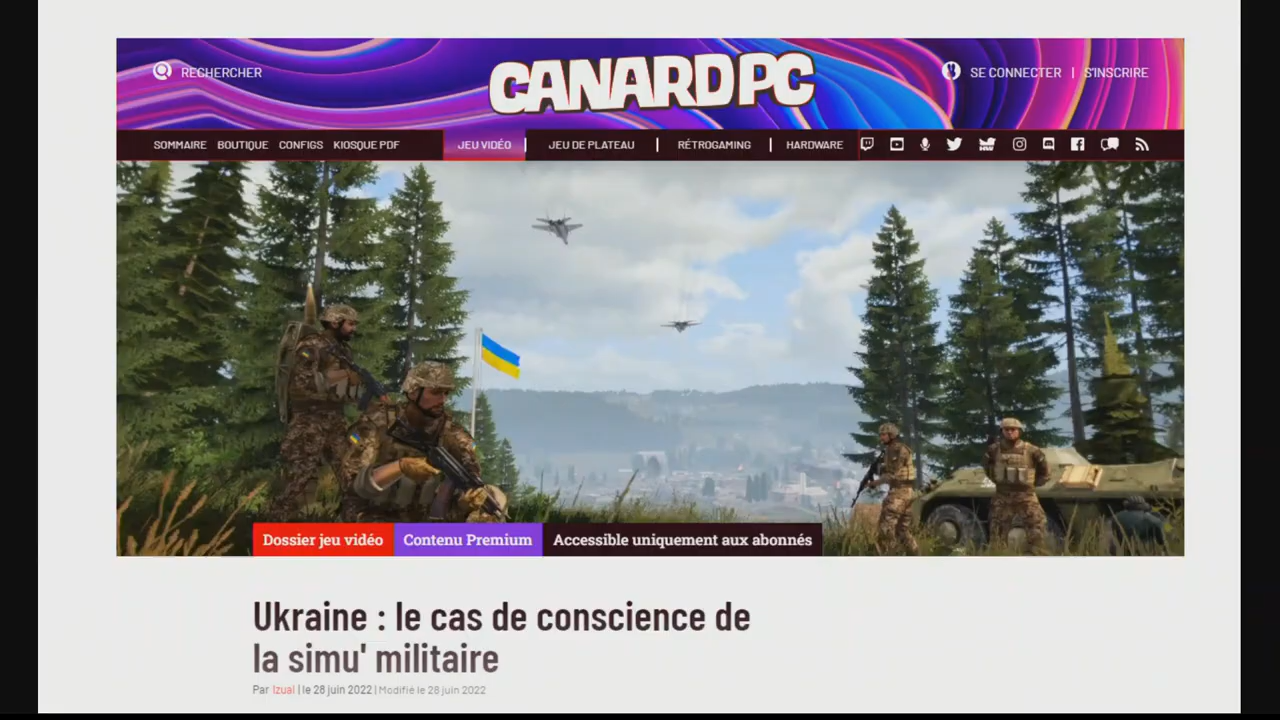 RECHERCHER
CANARD PC
SE CONNECTER | S'INSCRIRE
SOMMAIRE BOUTIQUE CONFIGS KIOSQUE PDF JEU VIDÉO | JEU DE PLATEAU | RÉTROGAMING | HARDWARE
Dossier jeu vidéo Contenu Premium Accessible uniquement aux abonnés
Ukraine : le cas de conscience de
la simu' militaire
Par Izual | le 28 juin 2022 | Modifié le 28 juin 2022